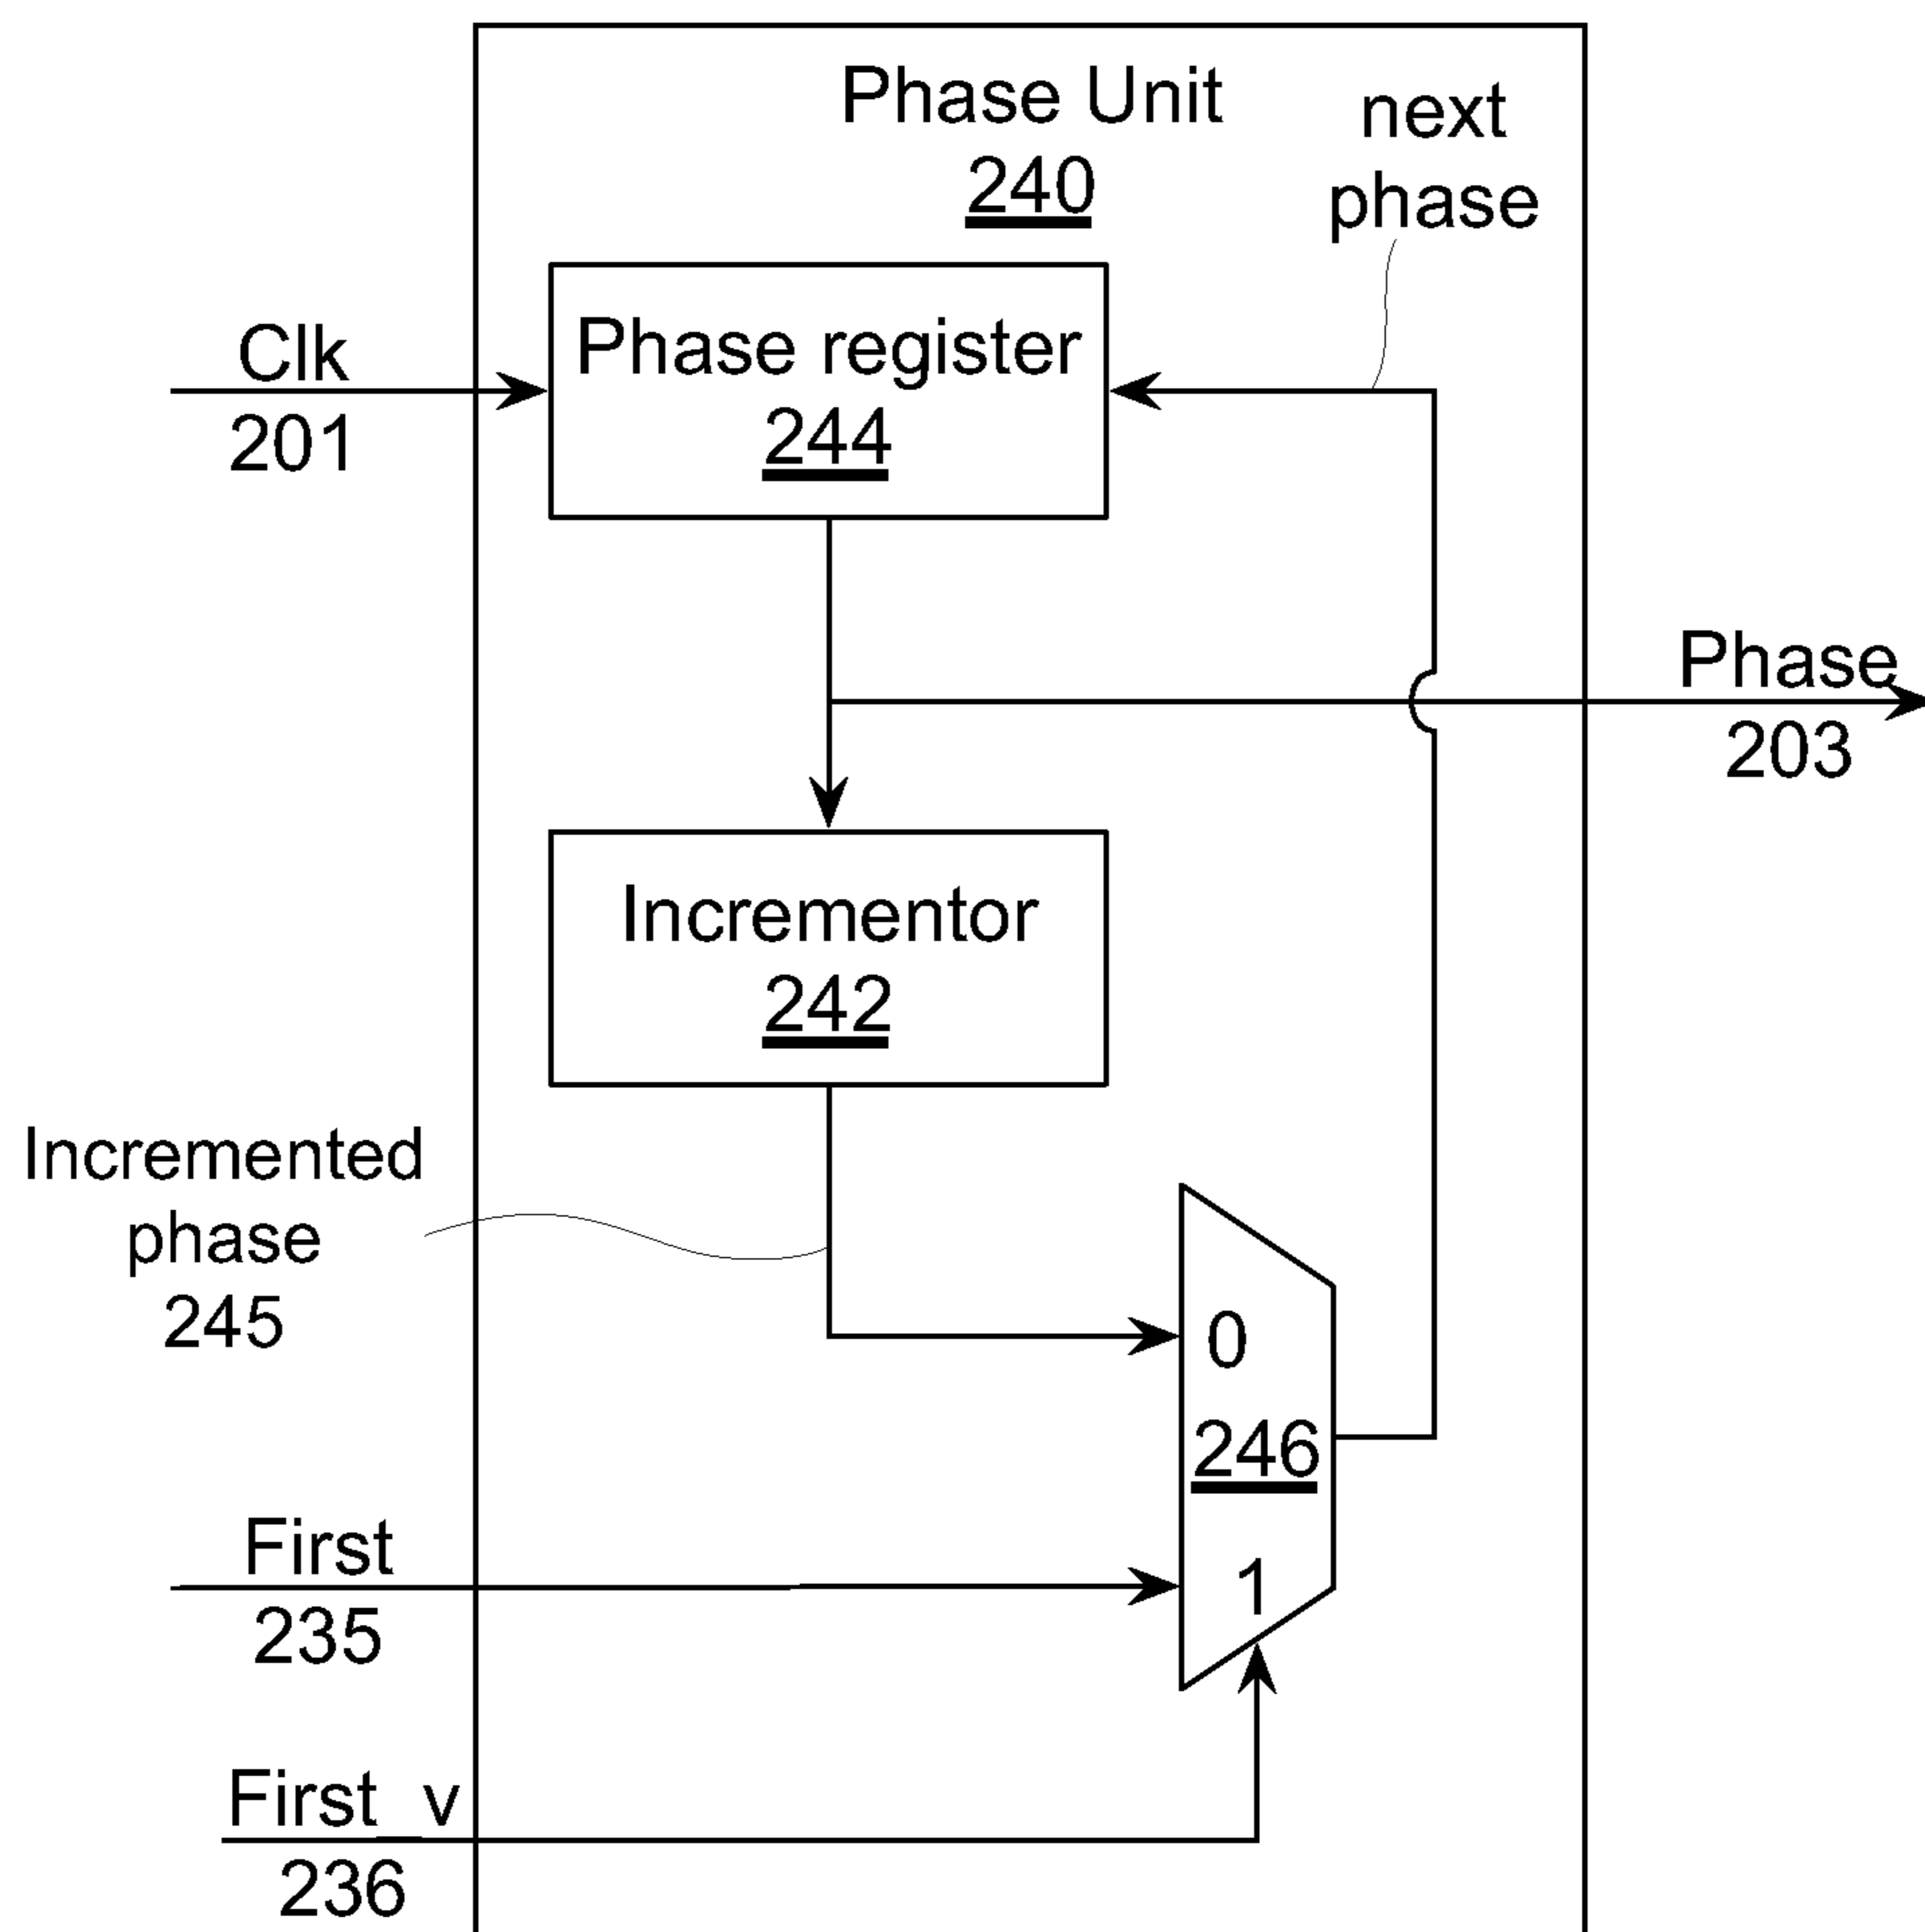 Phase Unit
240
next
phase
Clk
201
Phase register
244
Phase
203
Incrementor
242
Incremented
phase
245
0
246
1
First
235
First_v
236